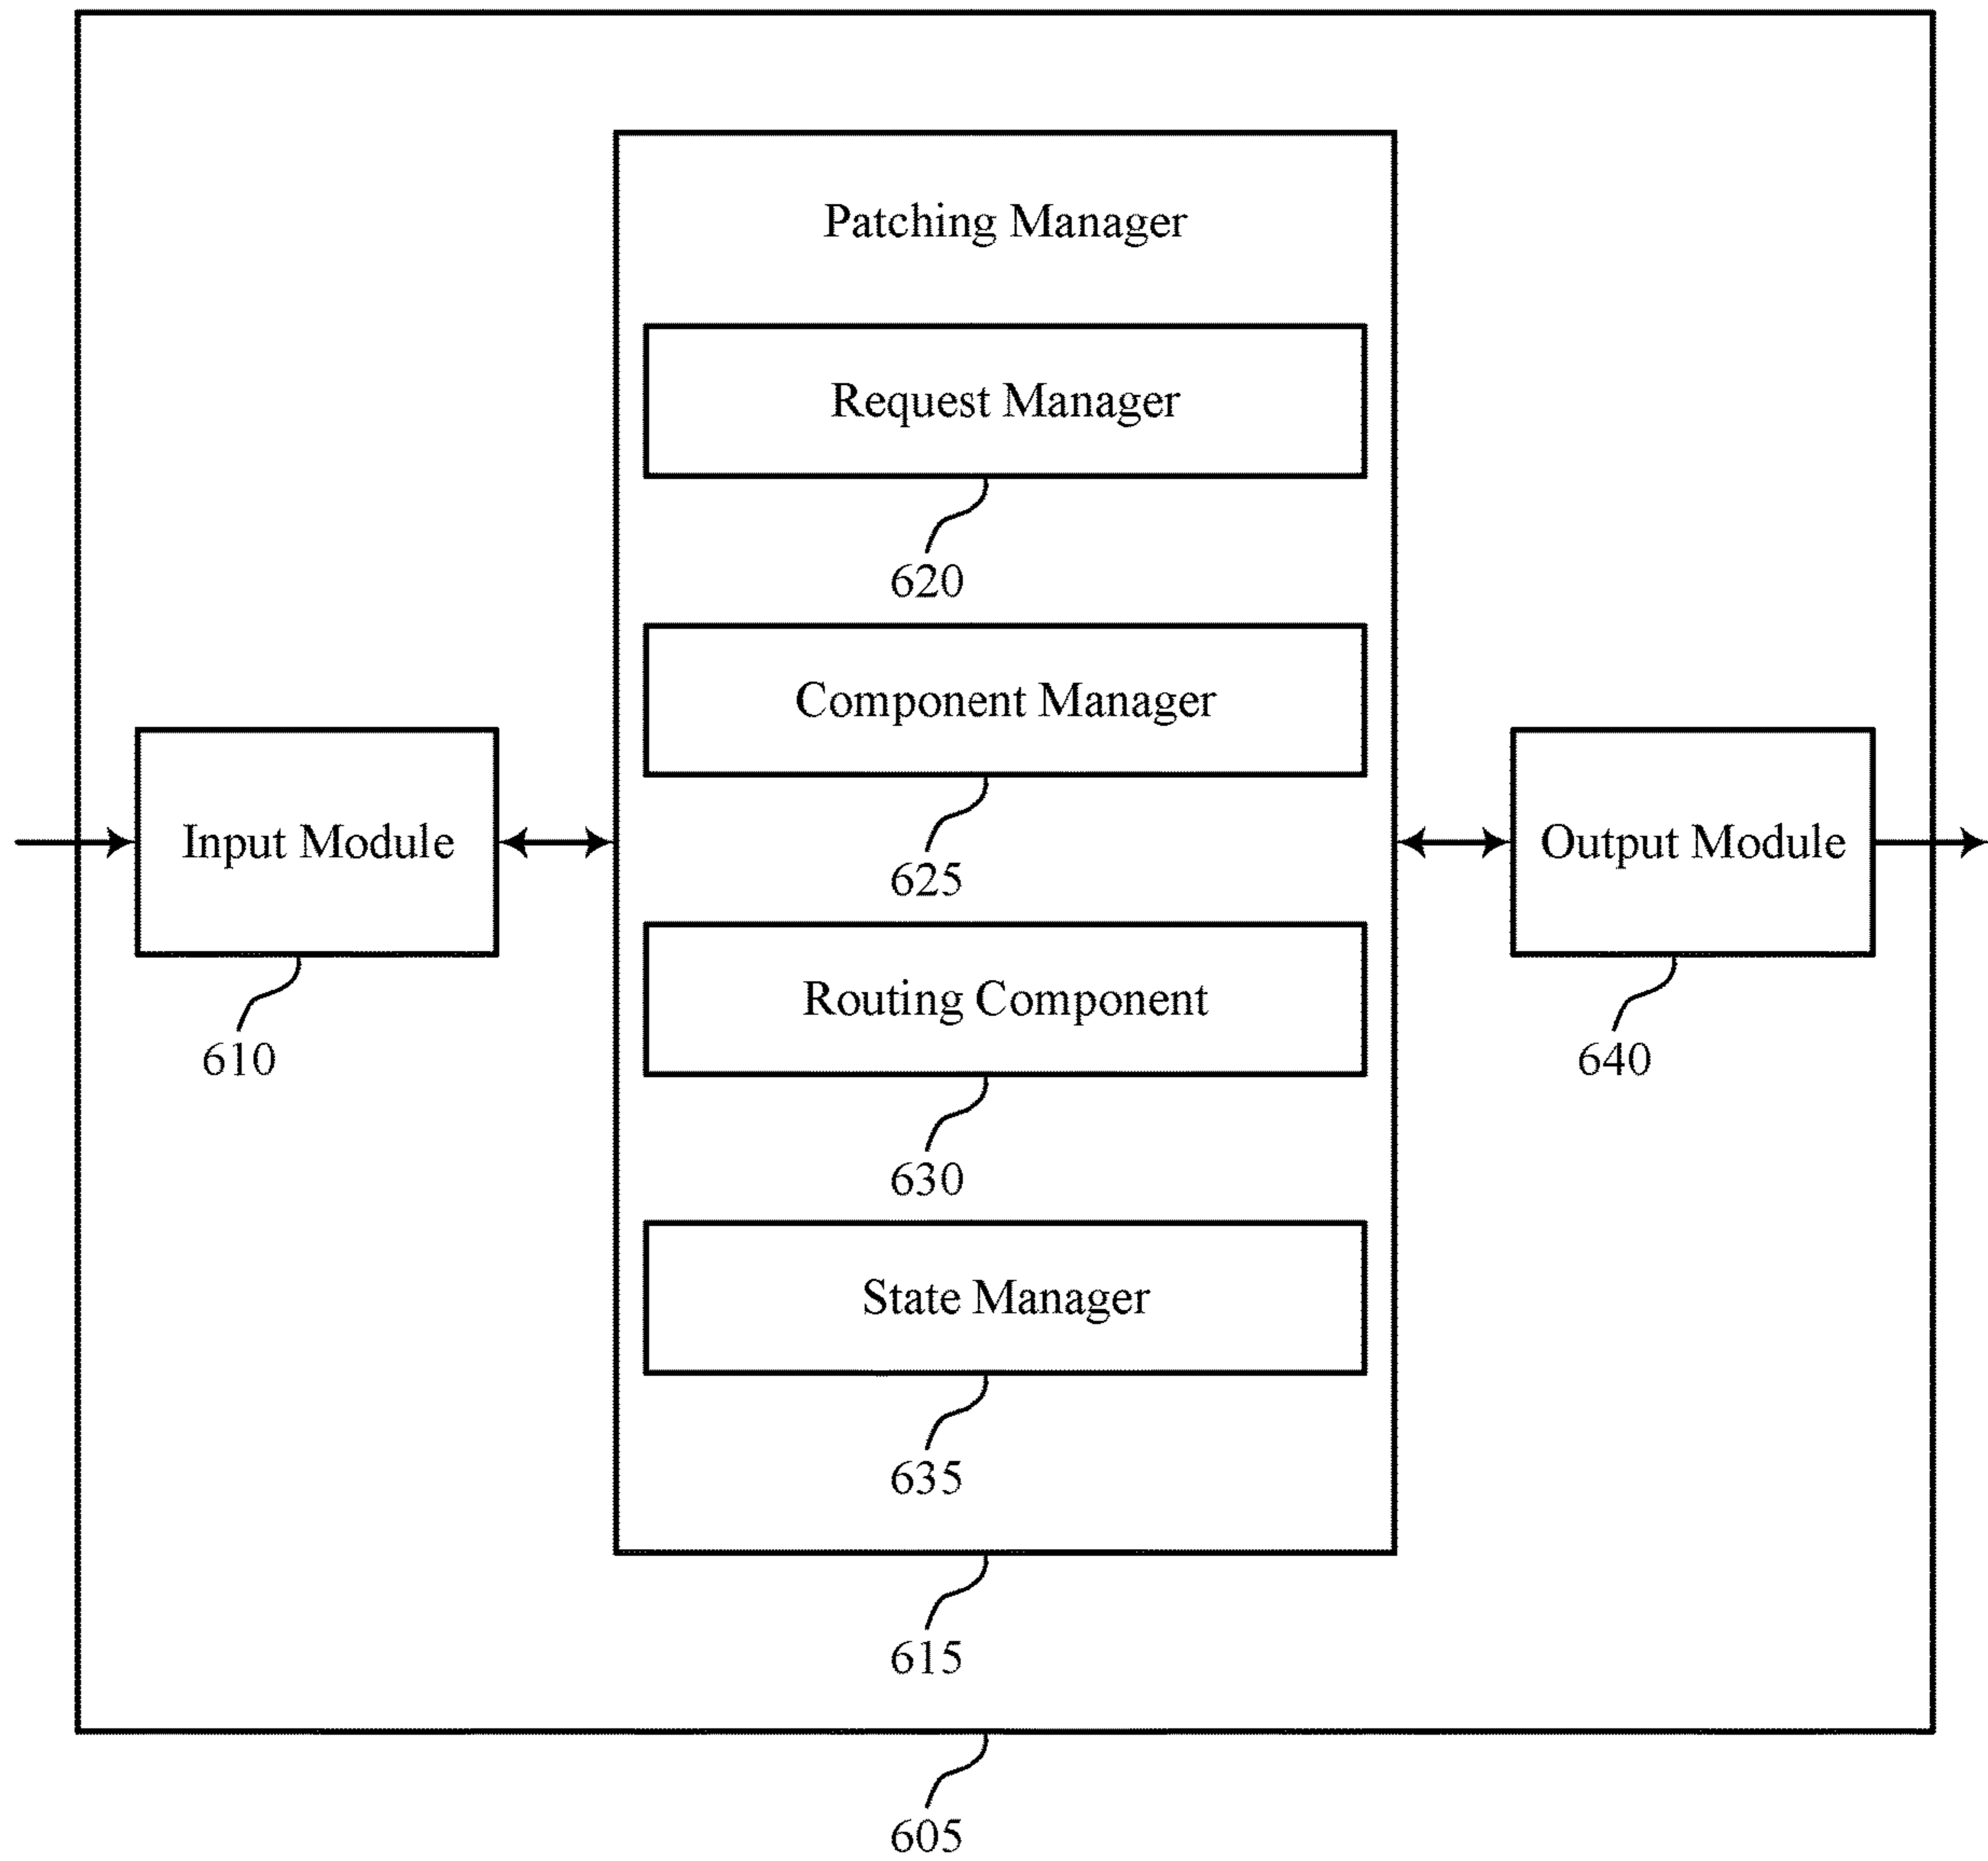 Patching Manager
Request Manager
620
Component Manager
625
Input Module
610
Output Module
640
Routing Component
630
State Manager
635
615
605